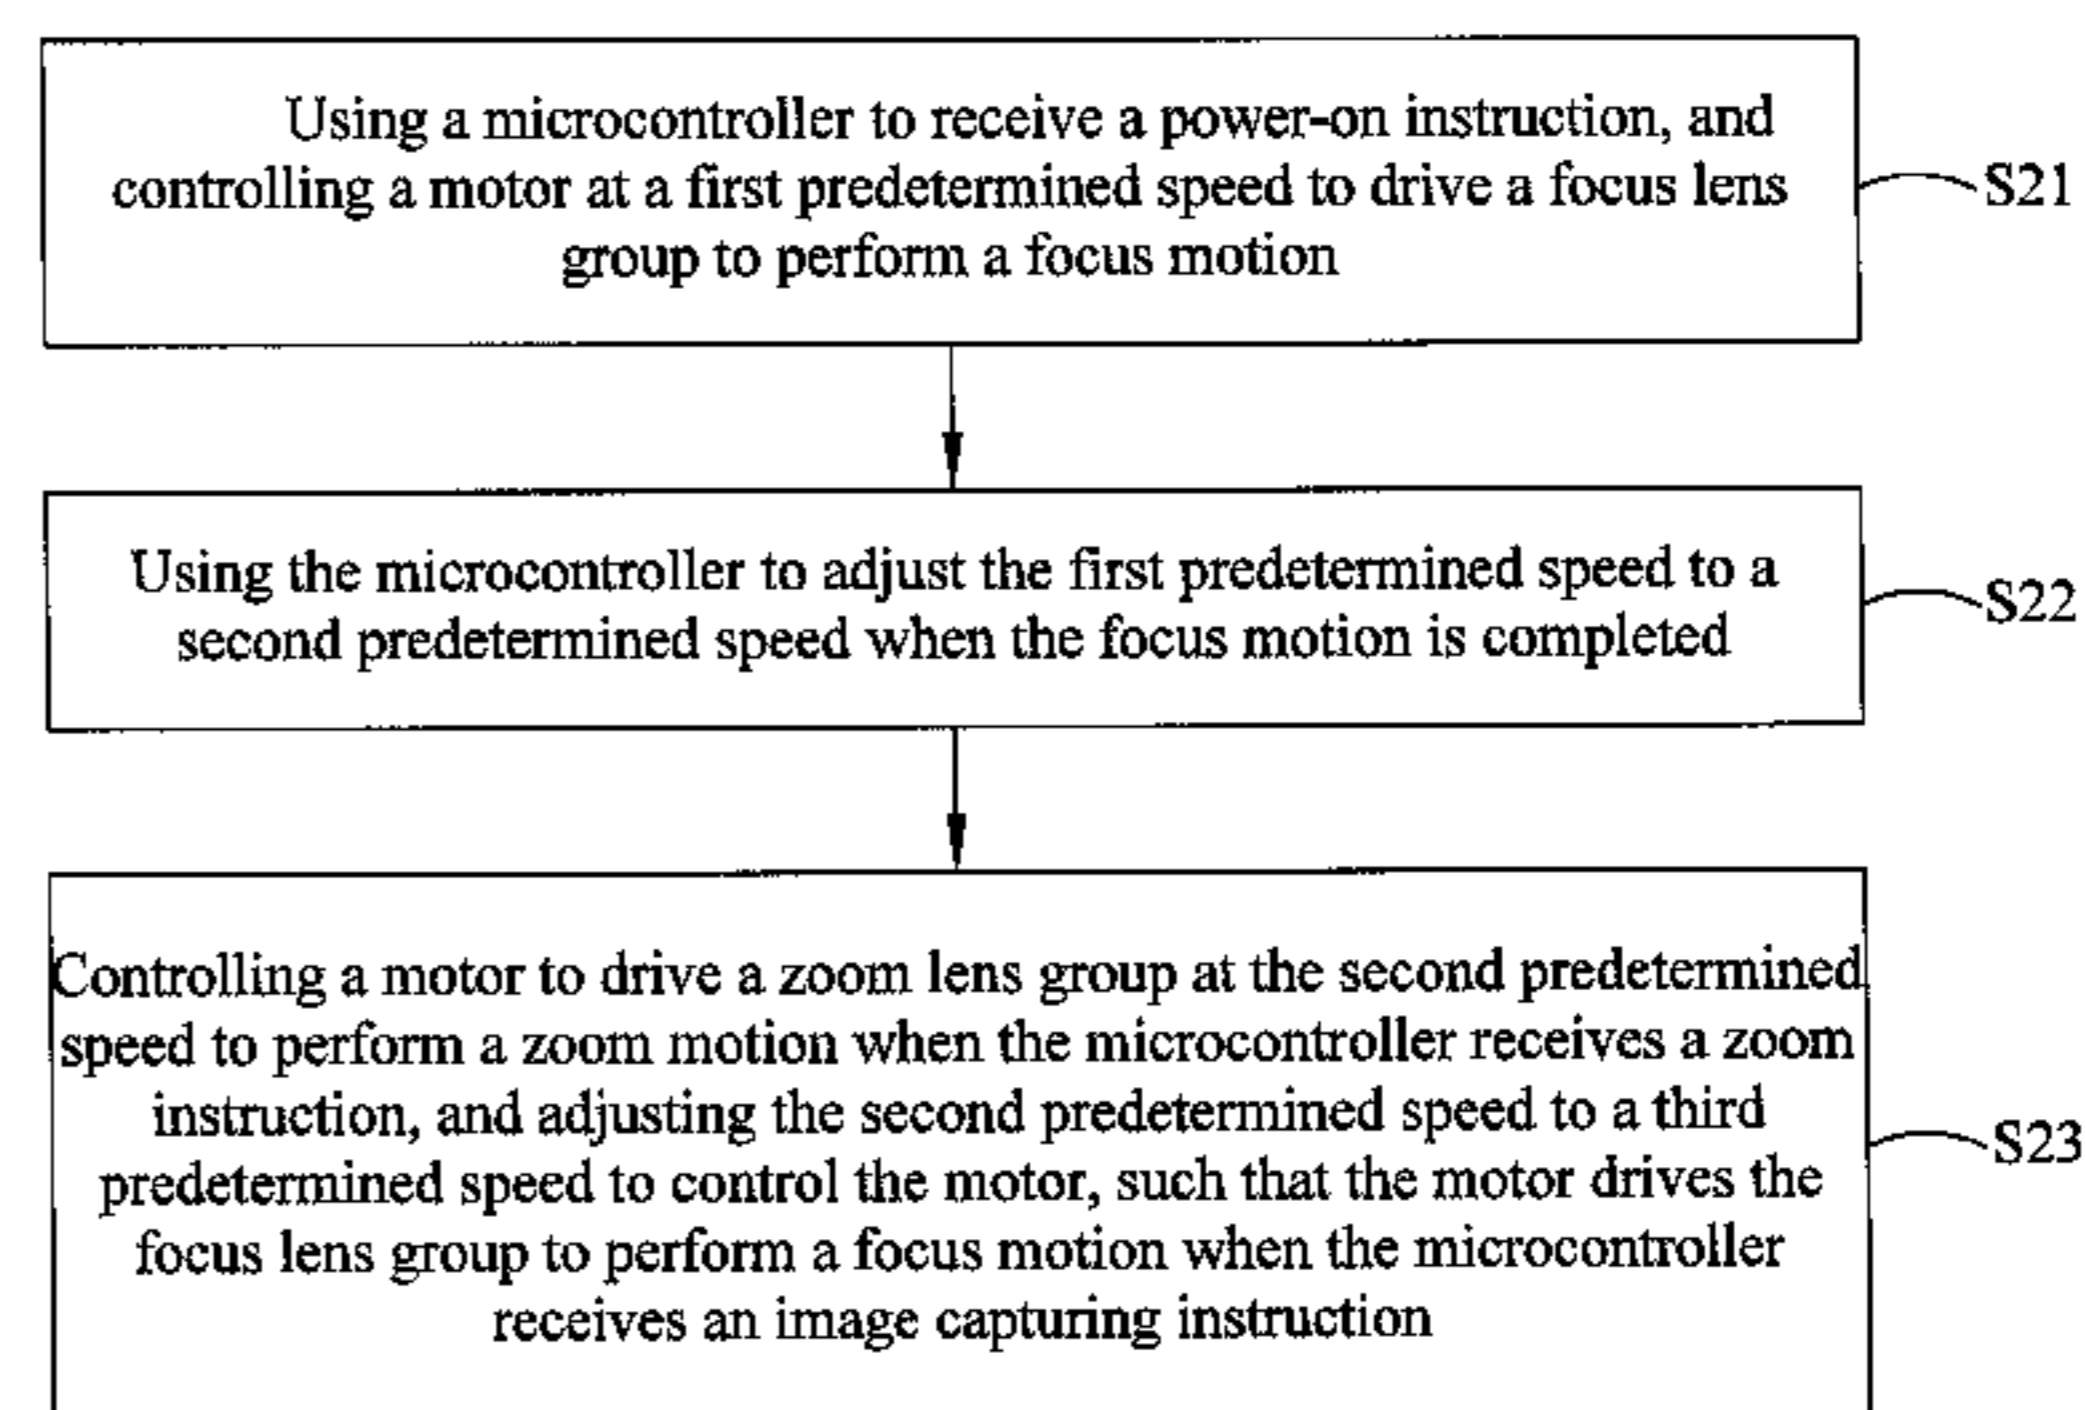 Using a microcontroller to receive a power-on instruction, and
controlling a motor at a first predetermined speed to drive a focus lens
group to perform a focus motion
S21
Using the microcontroller to adjust the first predetermined speed to a
second predetermined speed when the focus motion is completed
S22
Controlling a motor to drive a zoom lens group at the second predetermined
speed to perform a zoom motion when the microcontroller receives a zoom
instruction, and adjusting the second predetermined speed to a third
predetermined speed to control the motor, such that the motor drives the
focus lens group to perform a focus motion when the microcontroller
receives an image capturing instruction
S23